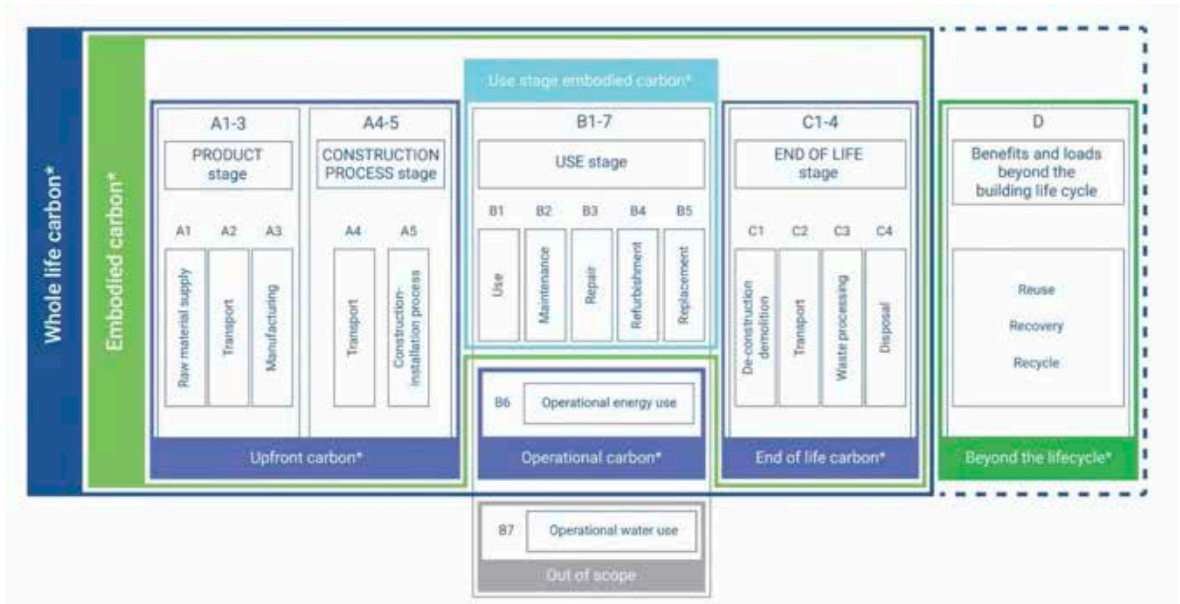 Whole life carbon*
Embodied carbon*
Use stage embodied carbon*
A1-3
PRODUCT
stage
A4-5
CONSTRUCTION
PROCESS stage
B1-7
USE stage
C1-4
END OF LIFE
stage
D
Benefits and loads
beyond the
building life cycle
A1
A2
A3
Raw material supply
Transport
Manufacturing
A4
A5
Transport
Construction-
installation process
B1
B2
B3
B4
B5
Use
Maintenance
Repair
Refurbishment
Replacement
C1
C2
C3
C4
De-construction
demolition
Transport
Waste processing
Disposal
Reuse
Recovery
Recycle
B6
Operational energy use
Upfront carbon*
Operational carbon*
End of life carbon*
Beyond the lifecycle*
B7
Operational water use
Out of scope